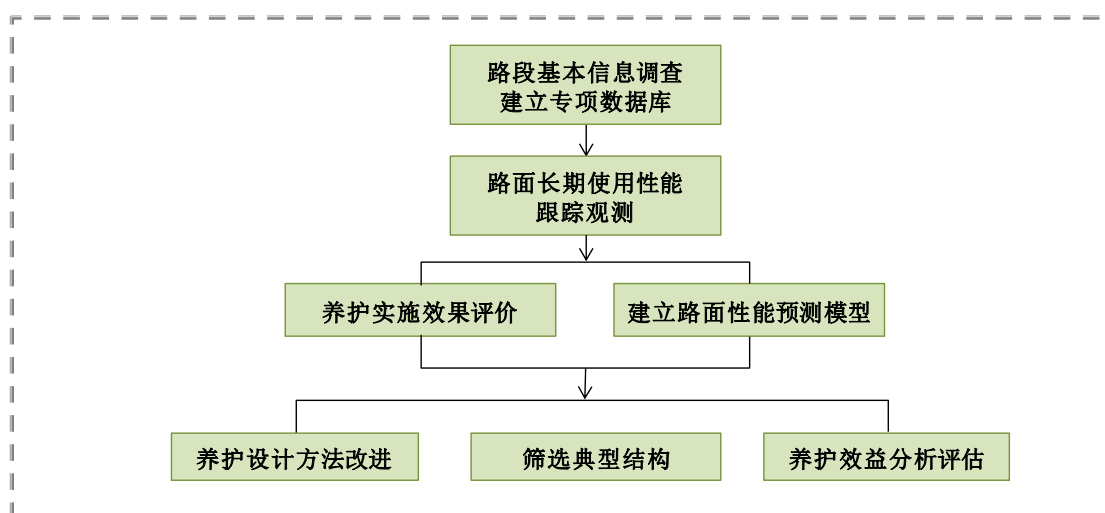 路段基本信息调查
建立专项数据库
路面长期使用性能
跟踪观测
养护实施效果评价
建立路面性能预测模型
养护设计方法改进
筛选典型结构
养护效益分析评估